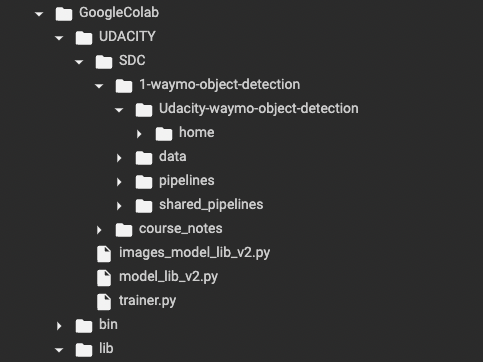 GoogleColab
UDACITY
SDC
1-waymo-object-detection
Udacity-waymo-object-detection
home
data
pipelines
shared_pipelines
course_notes
images_model_lib_v2.py
model_lib_v2.py
trainer.py
bin
lib